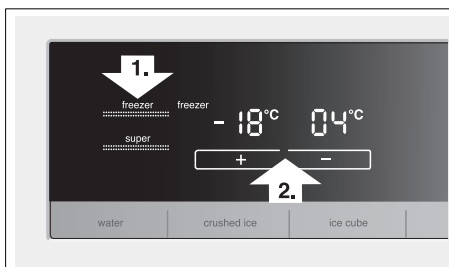 1.
freezer freezer
- 18°C 04°C
super
+ -
2.
water crushed ice ice cube